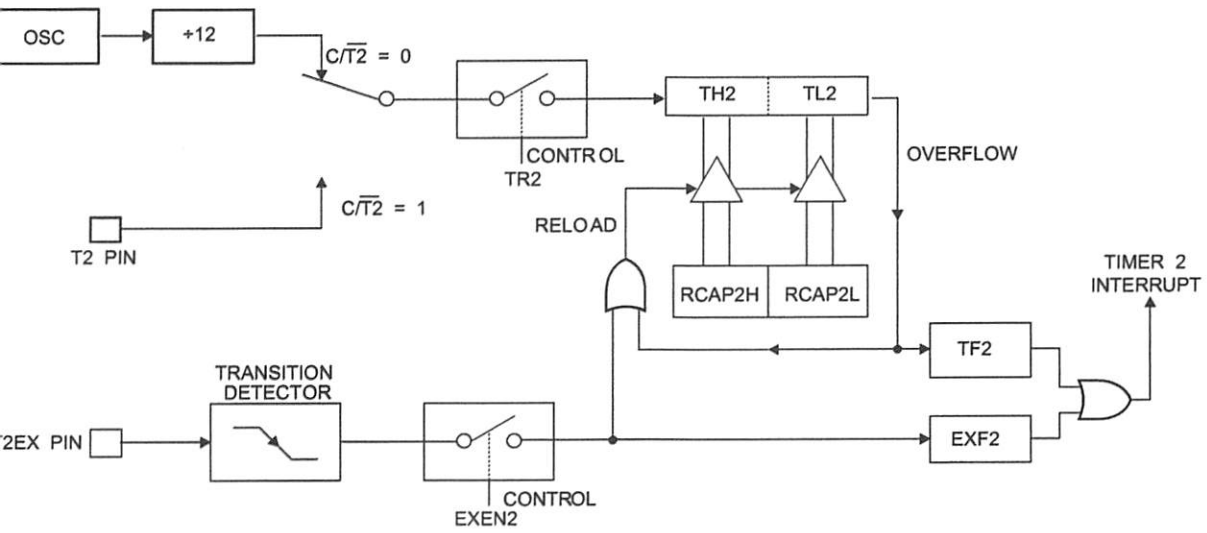 OSC
÷12
C/T2̅ = 0
TH2
TL2
CONTROL
TR2
OVERFLOW
C/T2̅ = 1
T2 PIN
RELOAD
RCAP2H
RCAP2L
TIMER 2
INTERRUPT
TF2
TRANSITION
DETECTOR
2EX PIN
EXF2
CONTROL
EXEN2